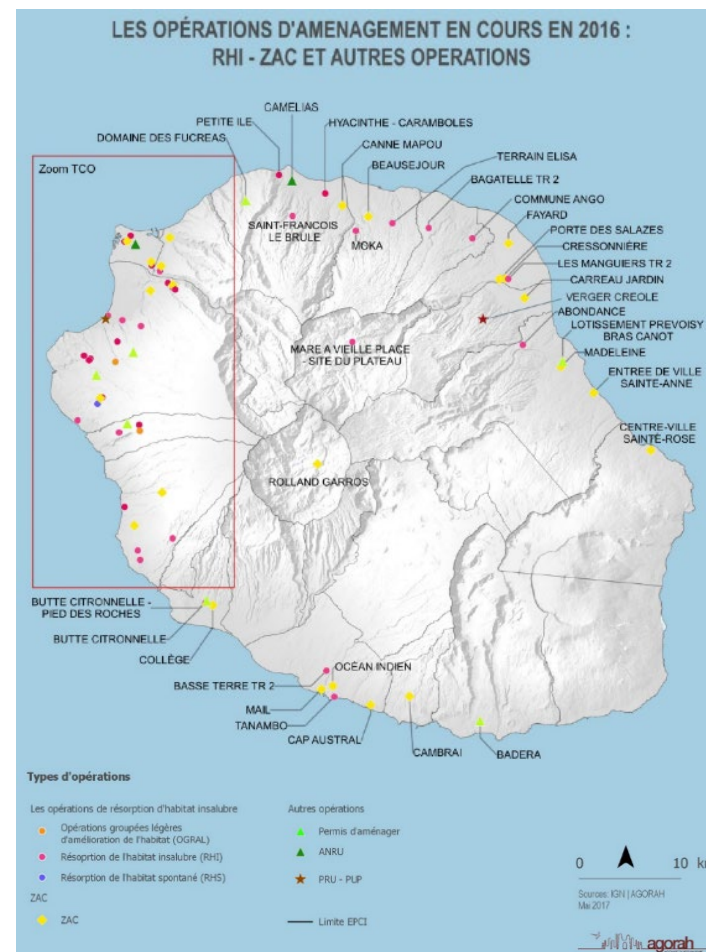 LES OPÉRATIONS D'AMENAGEMENT EN COURS EN 2016 :
RHI - ZAC ET AUTRES OPERATIONS
CAMELIAS
PETITE ILE
HYACINTHE - CARAMBOLES
DOMAINE DES FUCREAS
CANNE MAPOU
BEAUSEJOUR
TERRAIN ELISA
Zoom TCO
BAGATELLE TR 2
COMMUNE ANGO
FAYARD
SAINT-FRANCOIS
LE BRULE
MOKA
PORTE DES SALAZES
CRESSONNIÈRE
LES MANGUIERS TR 2
CARREAU JARDIN
VERGER CREOLE
ABONDANCE
LOTISSEMENT PREVOISY
BRAS CANOT
MARE A VIEILLE PLACE
- SITE DU PLATEAU
MADELEINE
ENTREE DE VILLE
SAINTE-ANNE
CENTRE-VILLE
SAINTE-ROSE
ROLLAND GARROS
BUTTE CITRONNELLE -
PIED DES ROCHES
BUTTE CITRONNELLE
COLLÈGE
OCÉAN INDIEN
BASSE TERRE TR 2
MAIL
TANAMBO
CAP AUSTRAL
CAMBRAI
BADERA
Types d'opérations
Les opérations de résorption d'habitat insalubre
Opérations groupées légères
d'amélioration de l'habitat (OGRAL)
Résoprtion de l'habitat insalubre (RHI)
Résorption de l'habitat spontané (RHS)
ZAC
ZAC
Autres opérations
Permis d'aménager
ANRU
PRU - PUP
Limite EPCI
0 10 k
Sources: IGN | AGORAH
Mai 2017
agorah